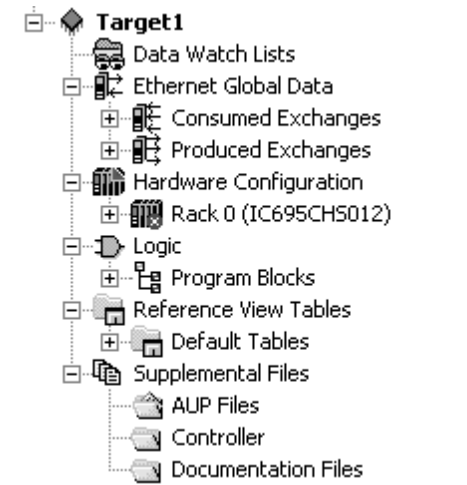 Target1
Data Watch Lists
Ethernet Global Data
Consumed Exchanges
Produced Exchanges
Hardware Configuration
Rack 0 (IC695CHS012)
Logic
Program Blocks
Reference View Tables
Default Tables
Supplemental Files
AUP Files
Controller
Documentation Files